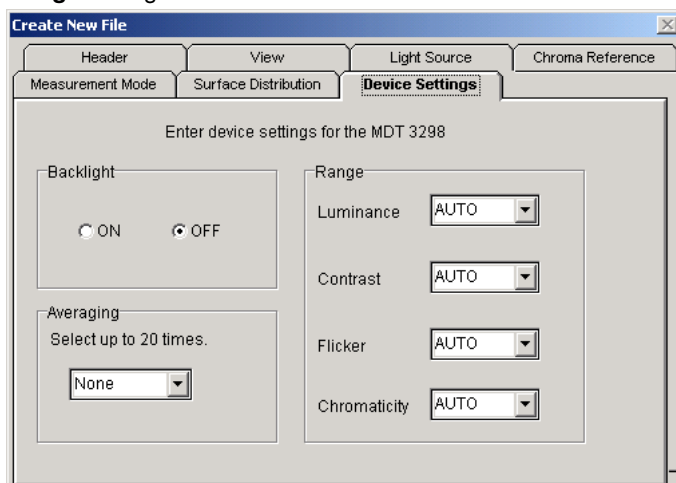 Create New File
Header View Light Source Chroma Reference
Measurement Mode Surface Distribution Device Settings
Enter device settings for the MDT 3298
Backlight
ON OFF
Averaging
Select up to 20 times.
None
Range
Luminance AUTO
Contrast AUTO
Flicker AUTO
Chromaticity AUTO